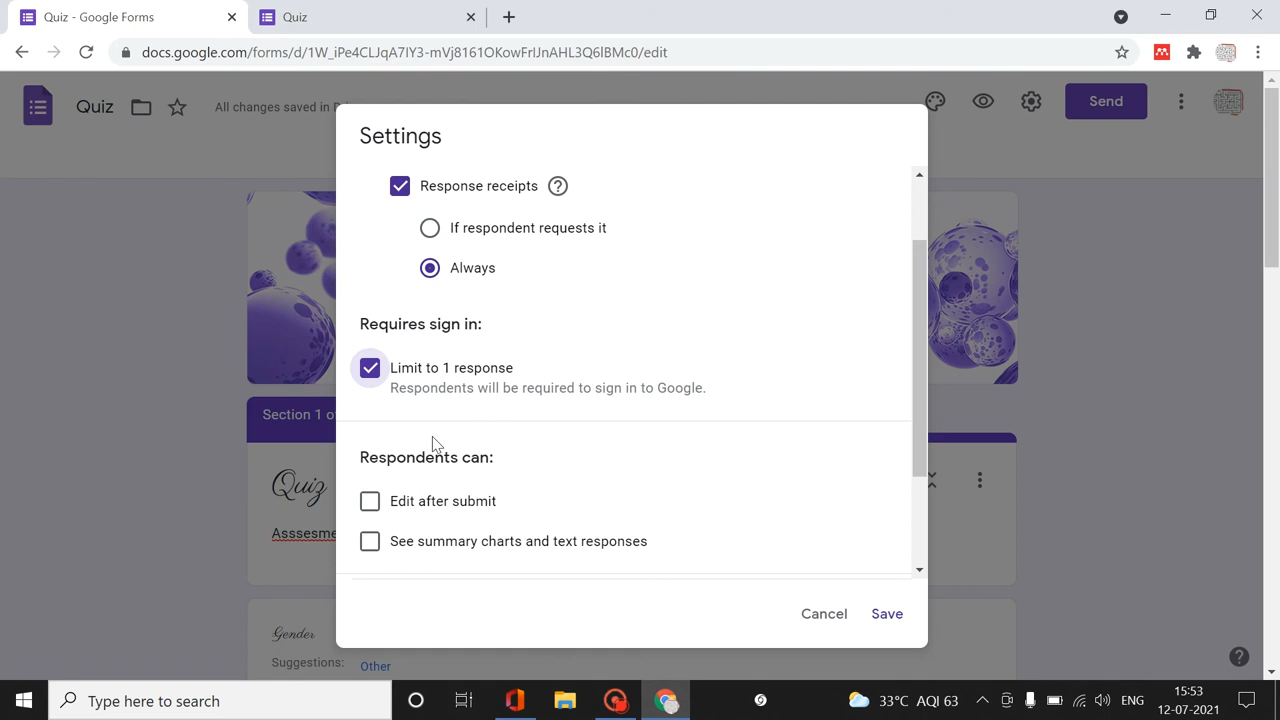 Quiz - Google Forms
Quiz
docs.google.com/forms/d/1W_iPe4CLJqA7lY3-mVj8161OKowFrIJnAHL3Q6lBMc0/edit
Quiz
All changes saved in D
Send
Settings
Response receipts
If respondent requests it
Always
Requires sign in:
Limit to 1 response
Respondents will be required to sign in to Google.
Section 1 o
Respondents can:
Quiz
Edit after submit
Asssesme
See summary charts and text responses
Cancel
Save
Gender
Suggestions:
Other
Type here to search
33°C AQI 63
ENG
15:53
12-07-2021